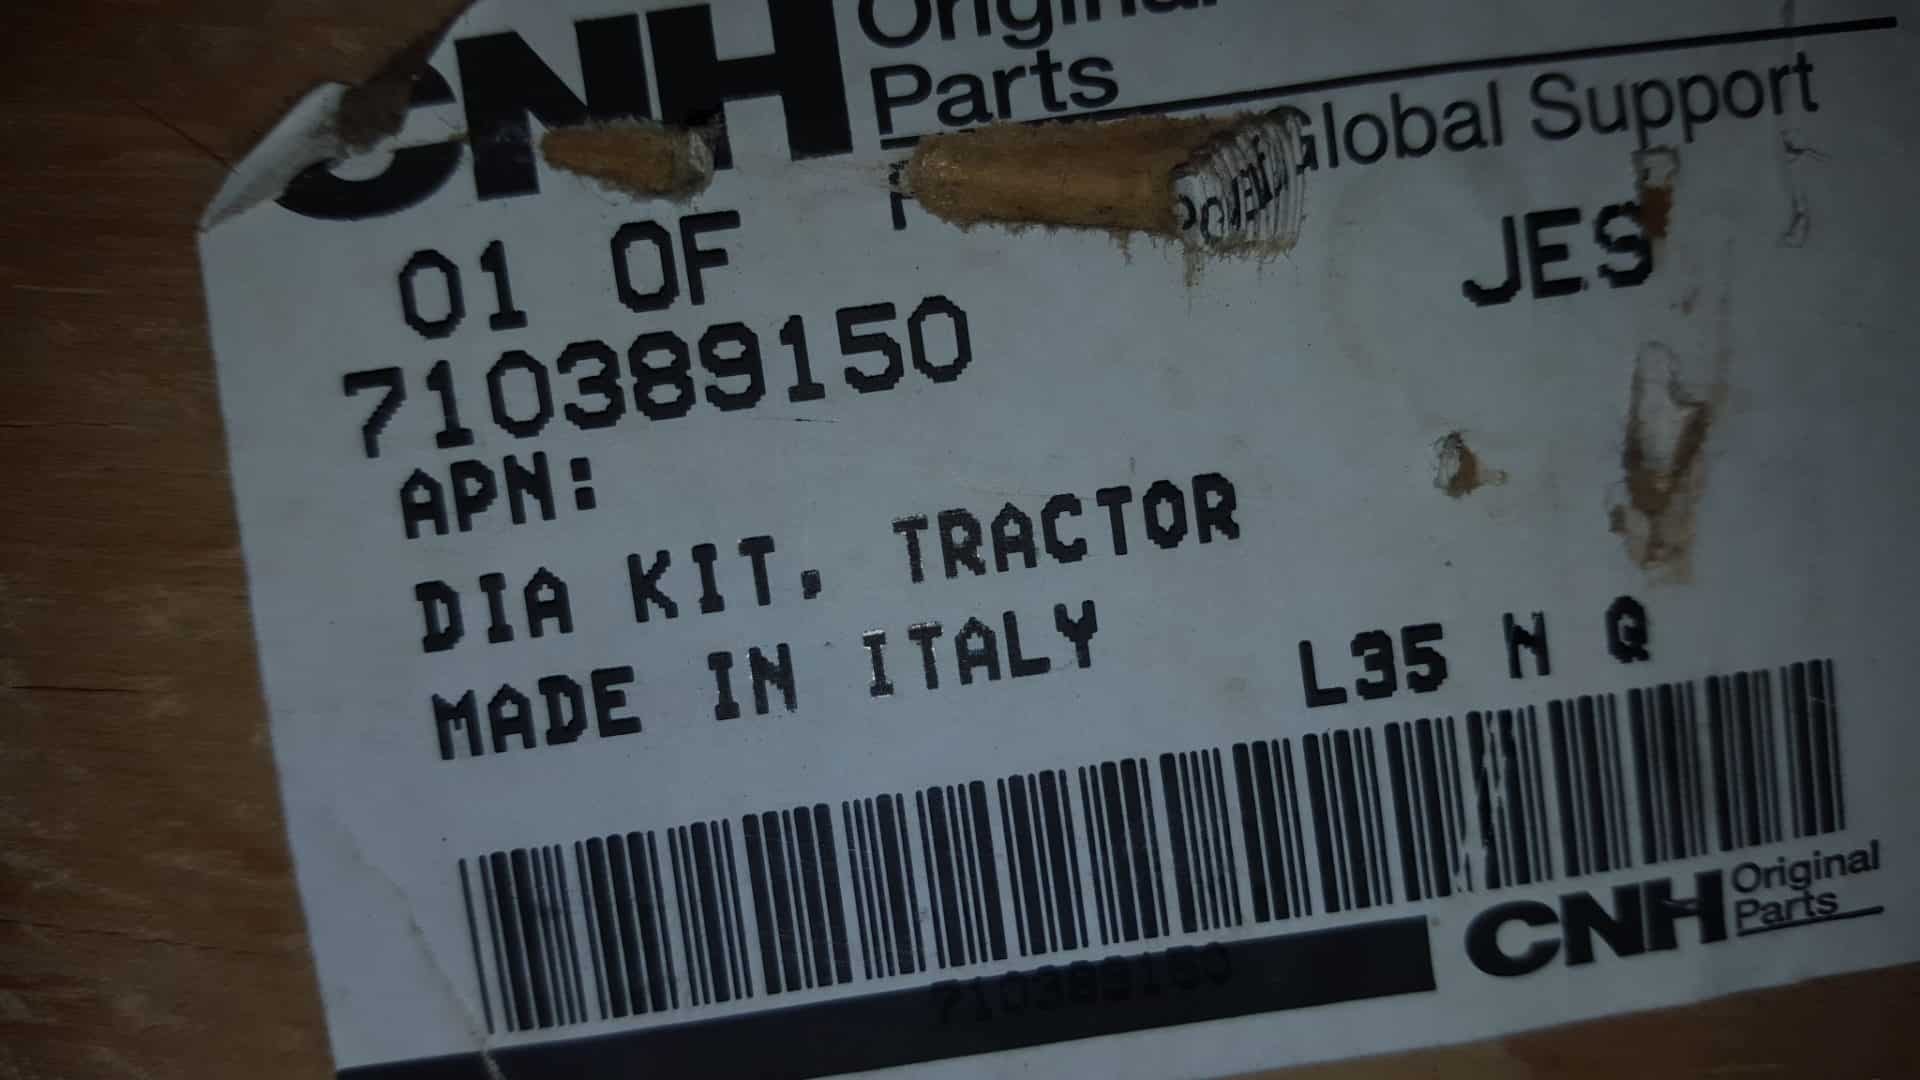 CNH Original
Parts
Global Support
01 OF
JES
710389150
APN:
DIA KIT, TRACTOR
MADE IN ITALY
L35 N Q
710389150
CNH Original
Parts